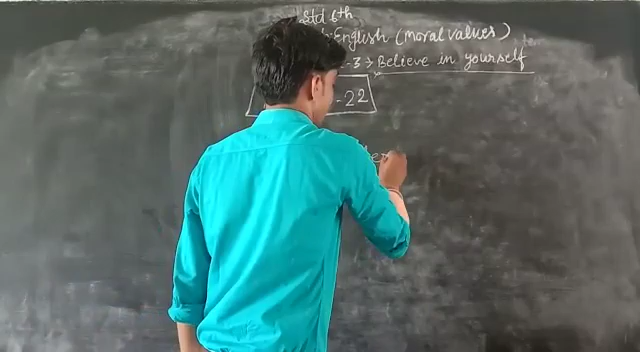 Std 6th
English (moral values)
-3 → Believe in yourself
-22